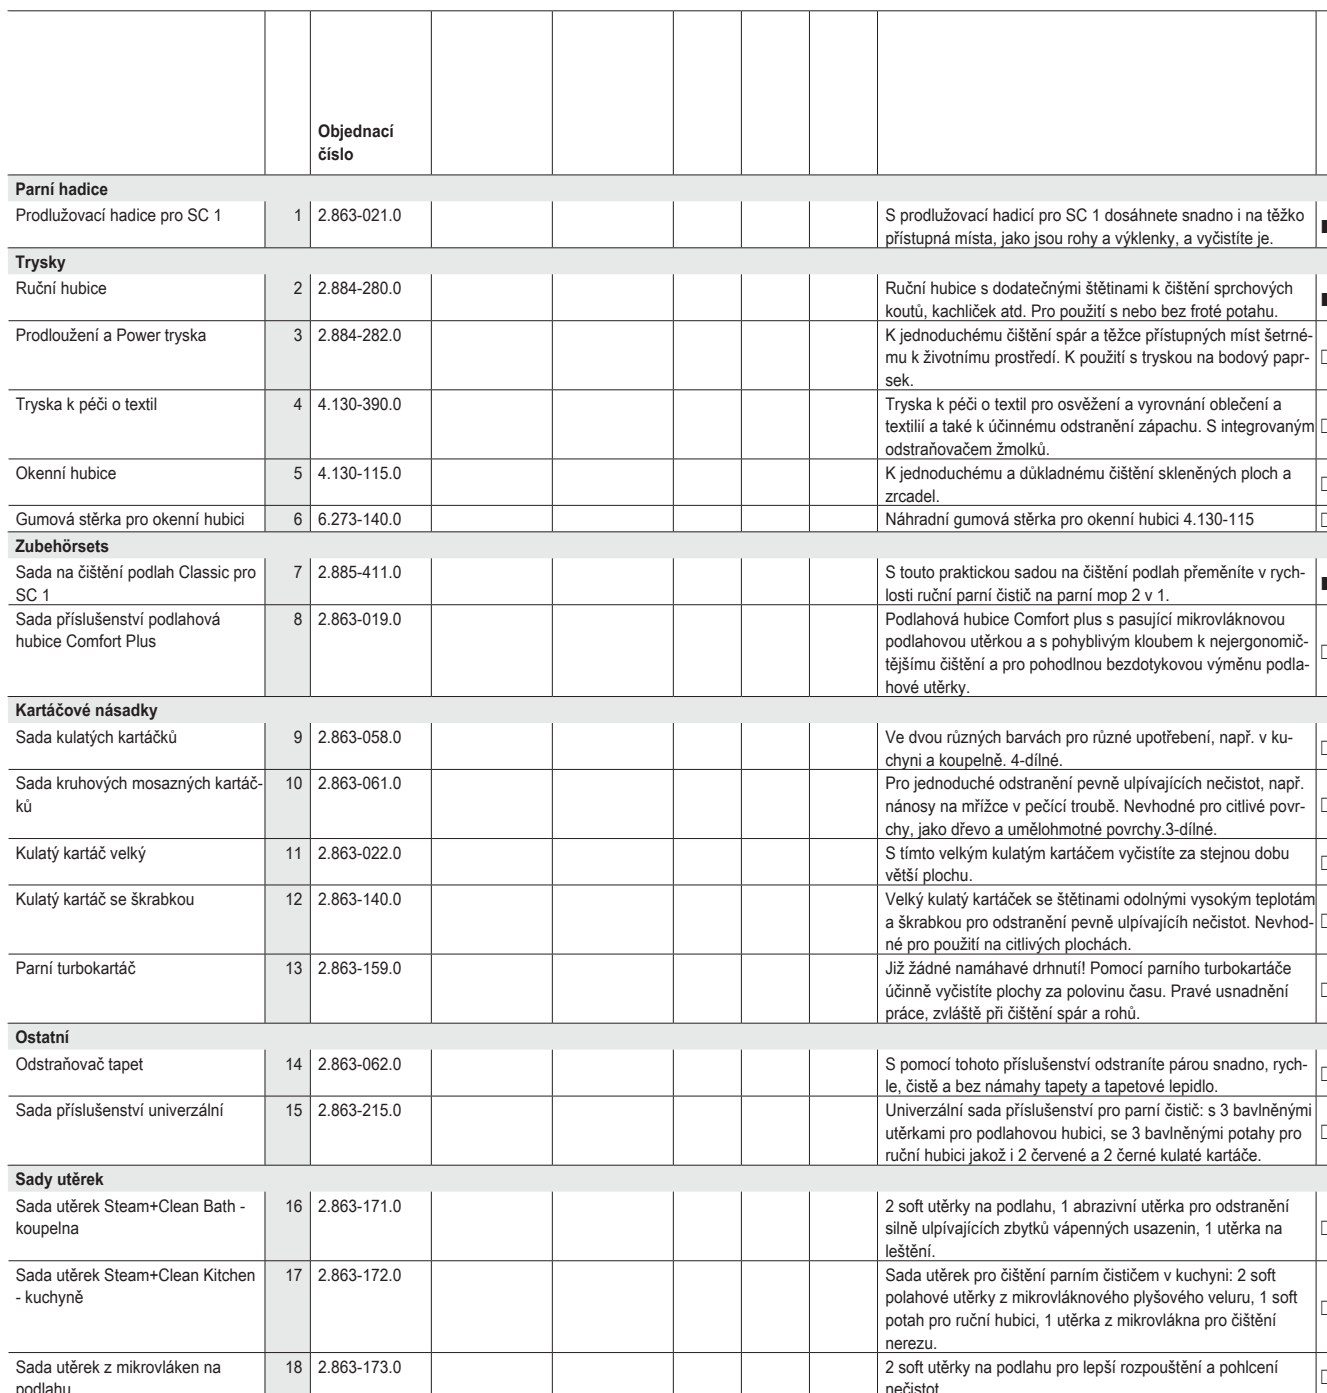 Objednací
číslo
Parní hadice
Prodlužovací hadice pro SC 1 1 2.863-021.0 S prodlužovací hadicí pro SC 1 dosáhnete snadno i na těžko
přístupná místa, jako jsou rohy a výklenky, a vyčistíte je.
Trysky
Ruční hubice 2 2.884-280.0 Ruční hubice s dodatečnými štětinami k čištění sprchových
koutů, kachliček atd. Pro použití s nebo bez froté potahu.
Prodloužení a Power tryska 3 2.884-282.0 K jednoduchému čištění spár a těžce přístupných míst šetrné-
mu k životnímu prostředí. K použití s tryskou na bodový papr-
sek.
Tryska k péči o textil 4 4.130-390.0 Tryska k péči o textil pro osvěžení a vyrovnání oblečení a
textilií a také k účinnému odstranění zápachu. S integrovaným
odstraňovačem žmolků.
Okenní hubice 5 4.130-115.0 K jednoduchému a důkladnému čištění skleněných ploch a
zrcadel.
Gumová stěrka pro okenní hubici 6 6.273-140.0 Náhradní gumová stěrka pro okenní hubici 4.130-115
Zubehörsets
Sada na čištění podlah Classic pro 7 2.885-411.0 S touto praktickou sadou na čištění podlah přeměníte v rych-
SC 1 losti ruční parní čistič na parní mop 2 v 1.
Sada příslušenství podlahová 8 2.863-019.0 Podlahová hubice Comfort plus s pasující mikrovláknovou
hubice Comfort Plus podlahovou utěrkou a s pohyblivým kloubem k nejergonomič-
tějšímu čištění a pro pohodlnou bezdotykovou výměnu podla-
hové utěrky.
Kartáčové násadky
Sada kulatých kartáčků 9 2.863-058.0 Ve dvou různých barvách pro různé upotřebení, např. v ku-
chyni a koupelně. 4-dílné.
Sada kruhových mosazných kartáč- 10 2.863-061.0 Pro jednoduché odstranění pevně ulpívajících nečistot, např.
ků nánosy na mřížce v pečící troubě. Nevhodné pro citlivé povr-
chy, jako dřevo a umělohmotné povrchy.3-dílné.
Kulatý kartáč velký 11 2.863-022.0 S tímto velkým kulatým kartáčem vyčistíte za stejnou dobu
větší plochu.
Kulatý kartáč se škrabkou 12 2.863-140.0 Velký kulatý kartáček se štětinami odolnými vysokým teplotám
a škrabkou pro odstranění pevně ulpívajícíh nečistot. Nevhod-
né pro použití na citlivých plochách.
Parní turbokartáč 13 2.863-159.0 Již žádné namáhavé drhnutí! Pomocí parního turbokartáče
účinně vyčistíte plochy za polovinu času. Pravé usnadnění
práce, zvláště při čištění spár a rohů.
Ostatní
Odstraňovač tapet 14 2.863-062.0 S pomocí tohoto příslušenství odstraníte párou snadno, rych-
le, čistě a bez námahy tapety a tapetové lepidlo.
Sada příslušenství univerzální 15 2.863-215.0 Univerzální sada příslušenství pro parní čistič: s 3 bavlněnými
utěrkami pro podlahovou hubici, se 3 bavlněnými potahy pro
ruční hubici jakož i 2 červené a 2 černé kulaté kartáče.
Sady utěrek
Sada utěrek Steam+Clean Bath - 16 2.863-171.0 2 soft utěrky na podlahu, 1 abrazivní utěrka pro odstranění
koupelna silně ulpívajících zbytků vápenných usazenin, 1 utěrka na
leštění.
Sada utěrek Steam+Clean Kitchen 17 2.863-172.0 Sada utěrek pro čištění parním čističem v kuchyni: 2 soft
- kuchyně polahové utěrky z mikrovláknového plyšového veluru, 1 soft
potah pro ruční hubici, 1 utěrka z mikrovlákna pro čištění
nerezu.
Sada utěrek z mikrovláken na 18 2.863-173.0 2 soft utěrky na podlahu pro lepší rozpouštění a pohlcení
podlahu nečistot